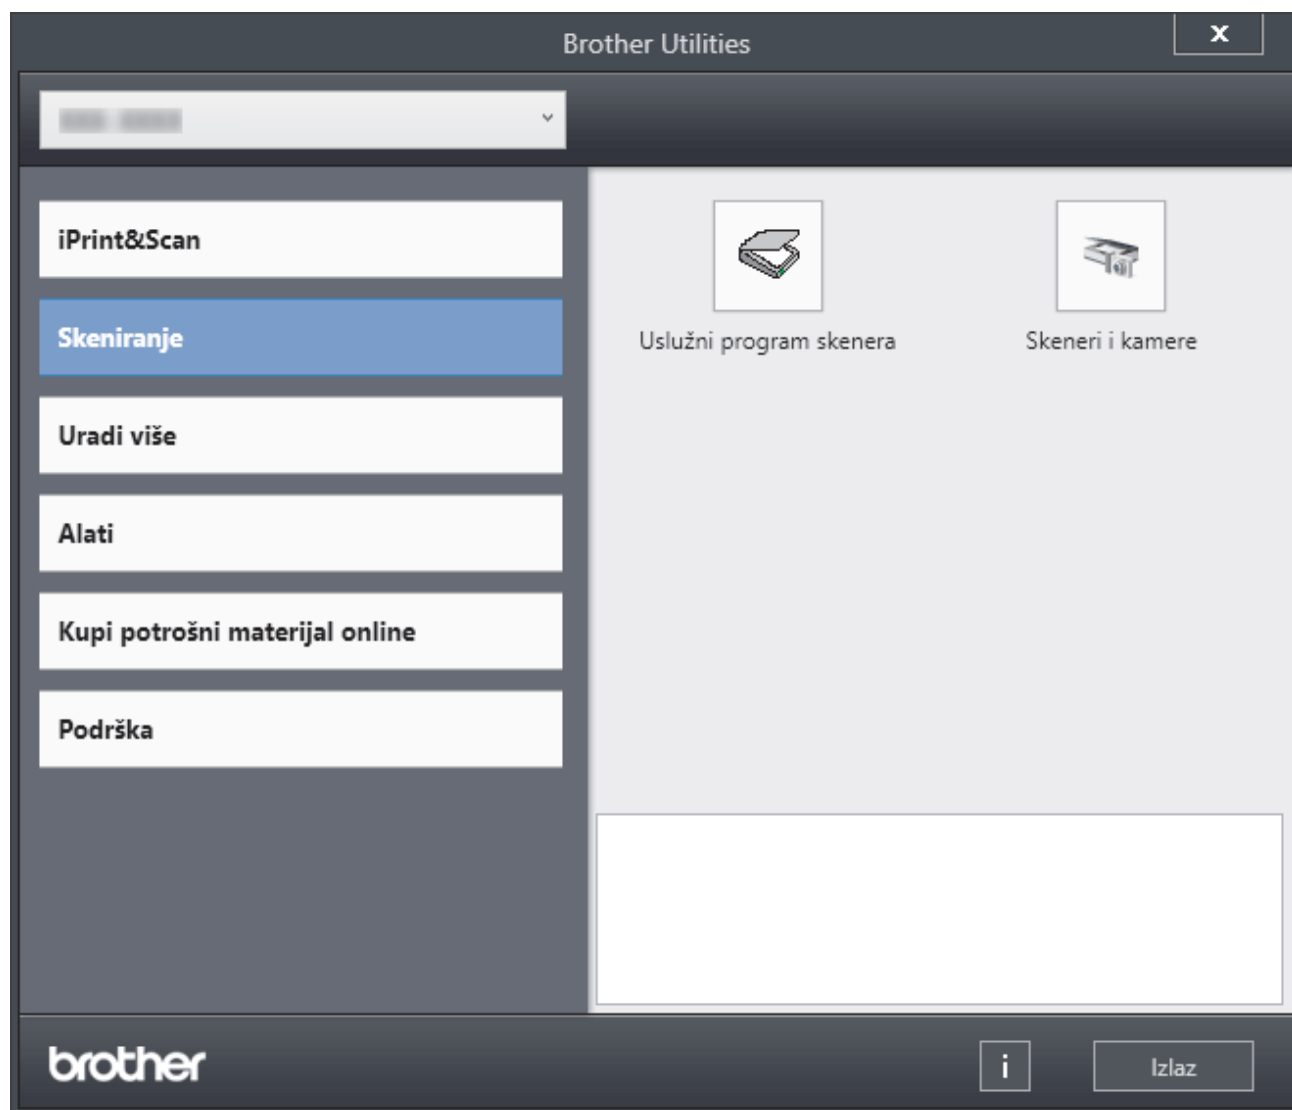 Brother Utilities
x
iPrint&Scan
Skeniranje
Uradi više
Alati
Kupi potrošni materijal online
Podrška
Uslužni program skenera
Skeneri i kamere
brother
i
Izlaz